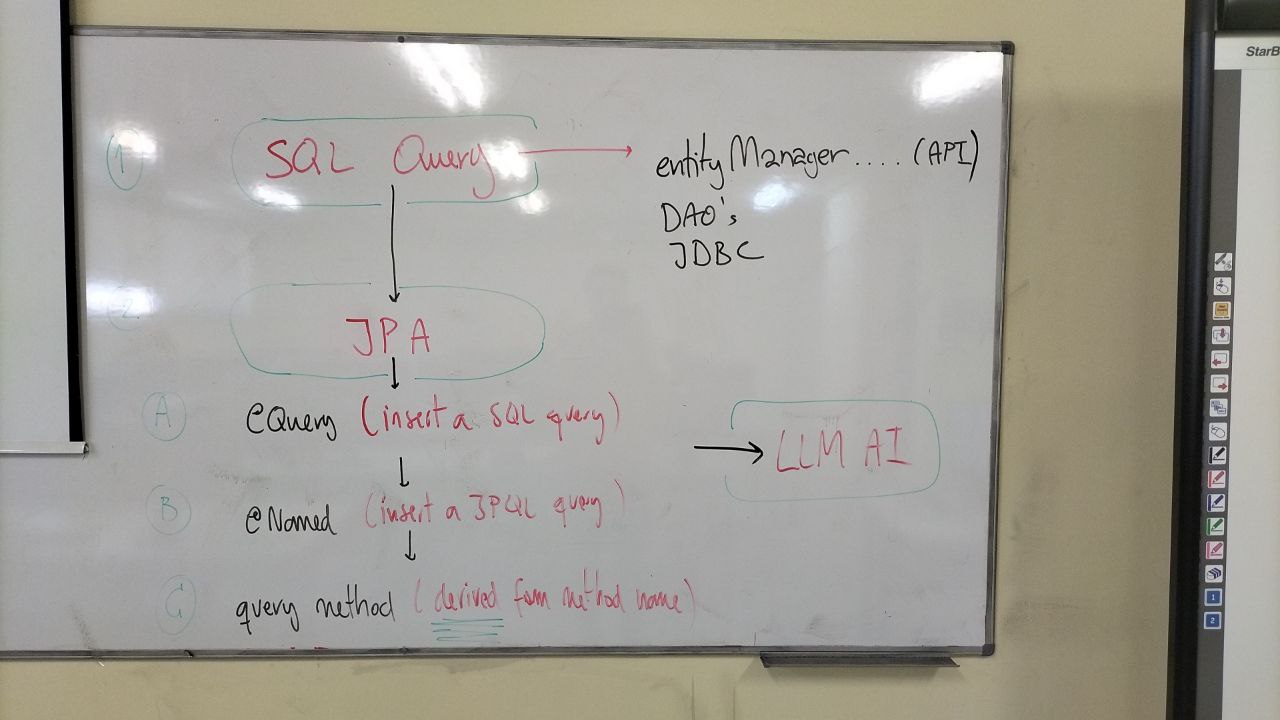 StarB
1 SQL Query → entityManager.... (API)
DAO's
JDBC
2 JPA
A @Query (insert a SQL query)
→ LLM AI
B @Named (insert a JPQL query)
C query method (derived fom method name)
1
2